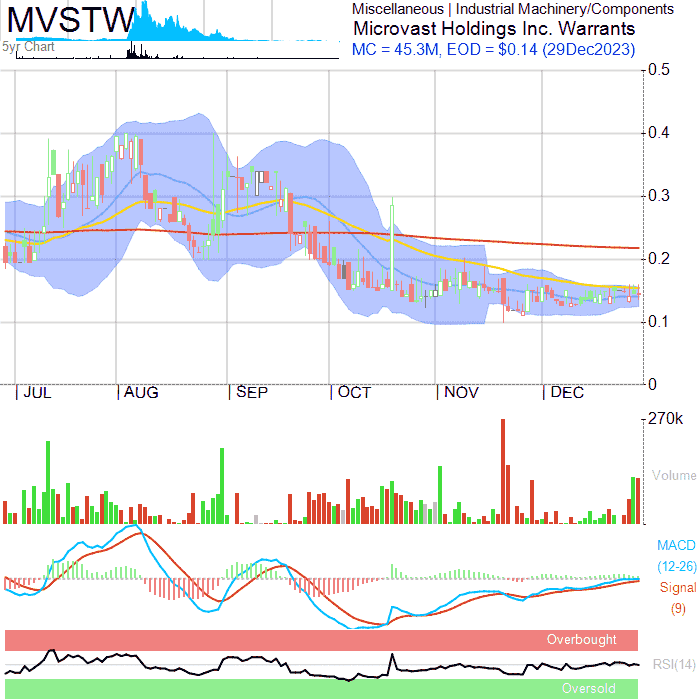 MVSTW
5yr Chart
Miscellaneous | Industrial Machinery/Components
Microvast Holdings Inc. Warrants
MC = 45.3M, EOD = $0.14 (29Dec2023)
0.5
0.4
0.3
0.2
0.1
0
JUL AUG SEP OCT NOV DEC
270k
Volume
MACD
(12-26)
Signal
(9)
Overbought
RSI(14)
Oversold